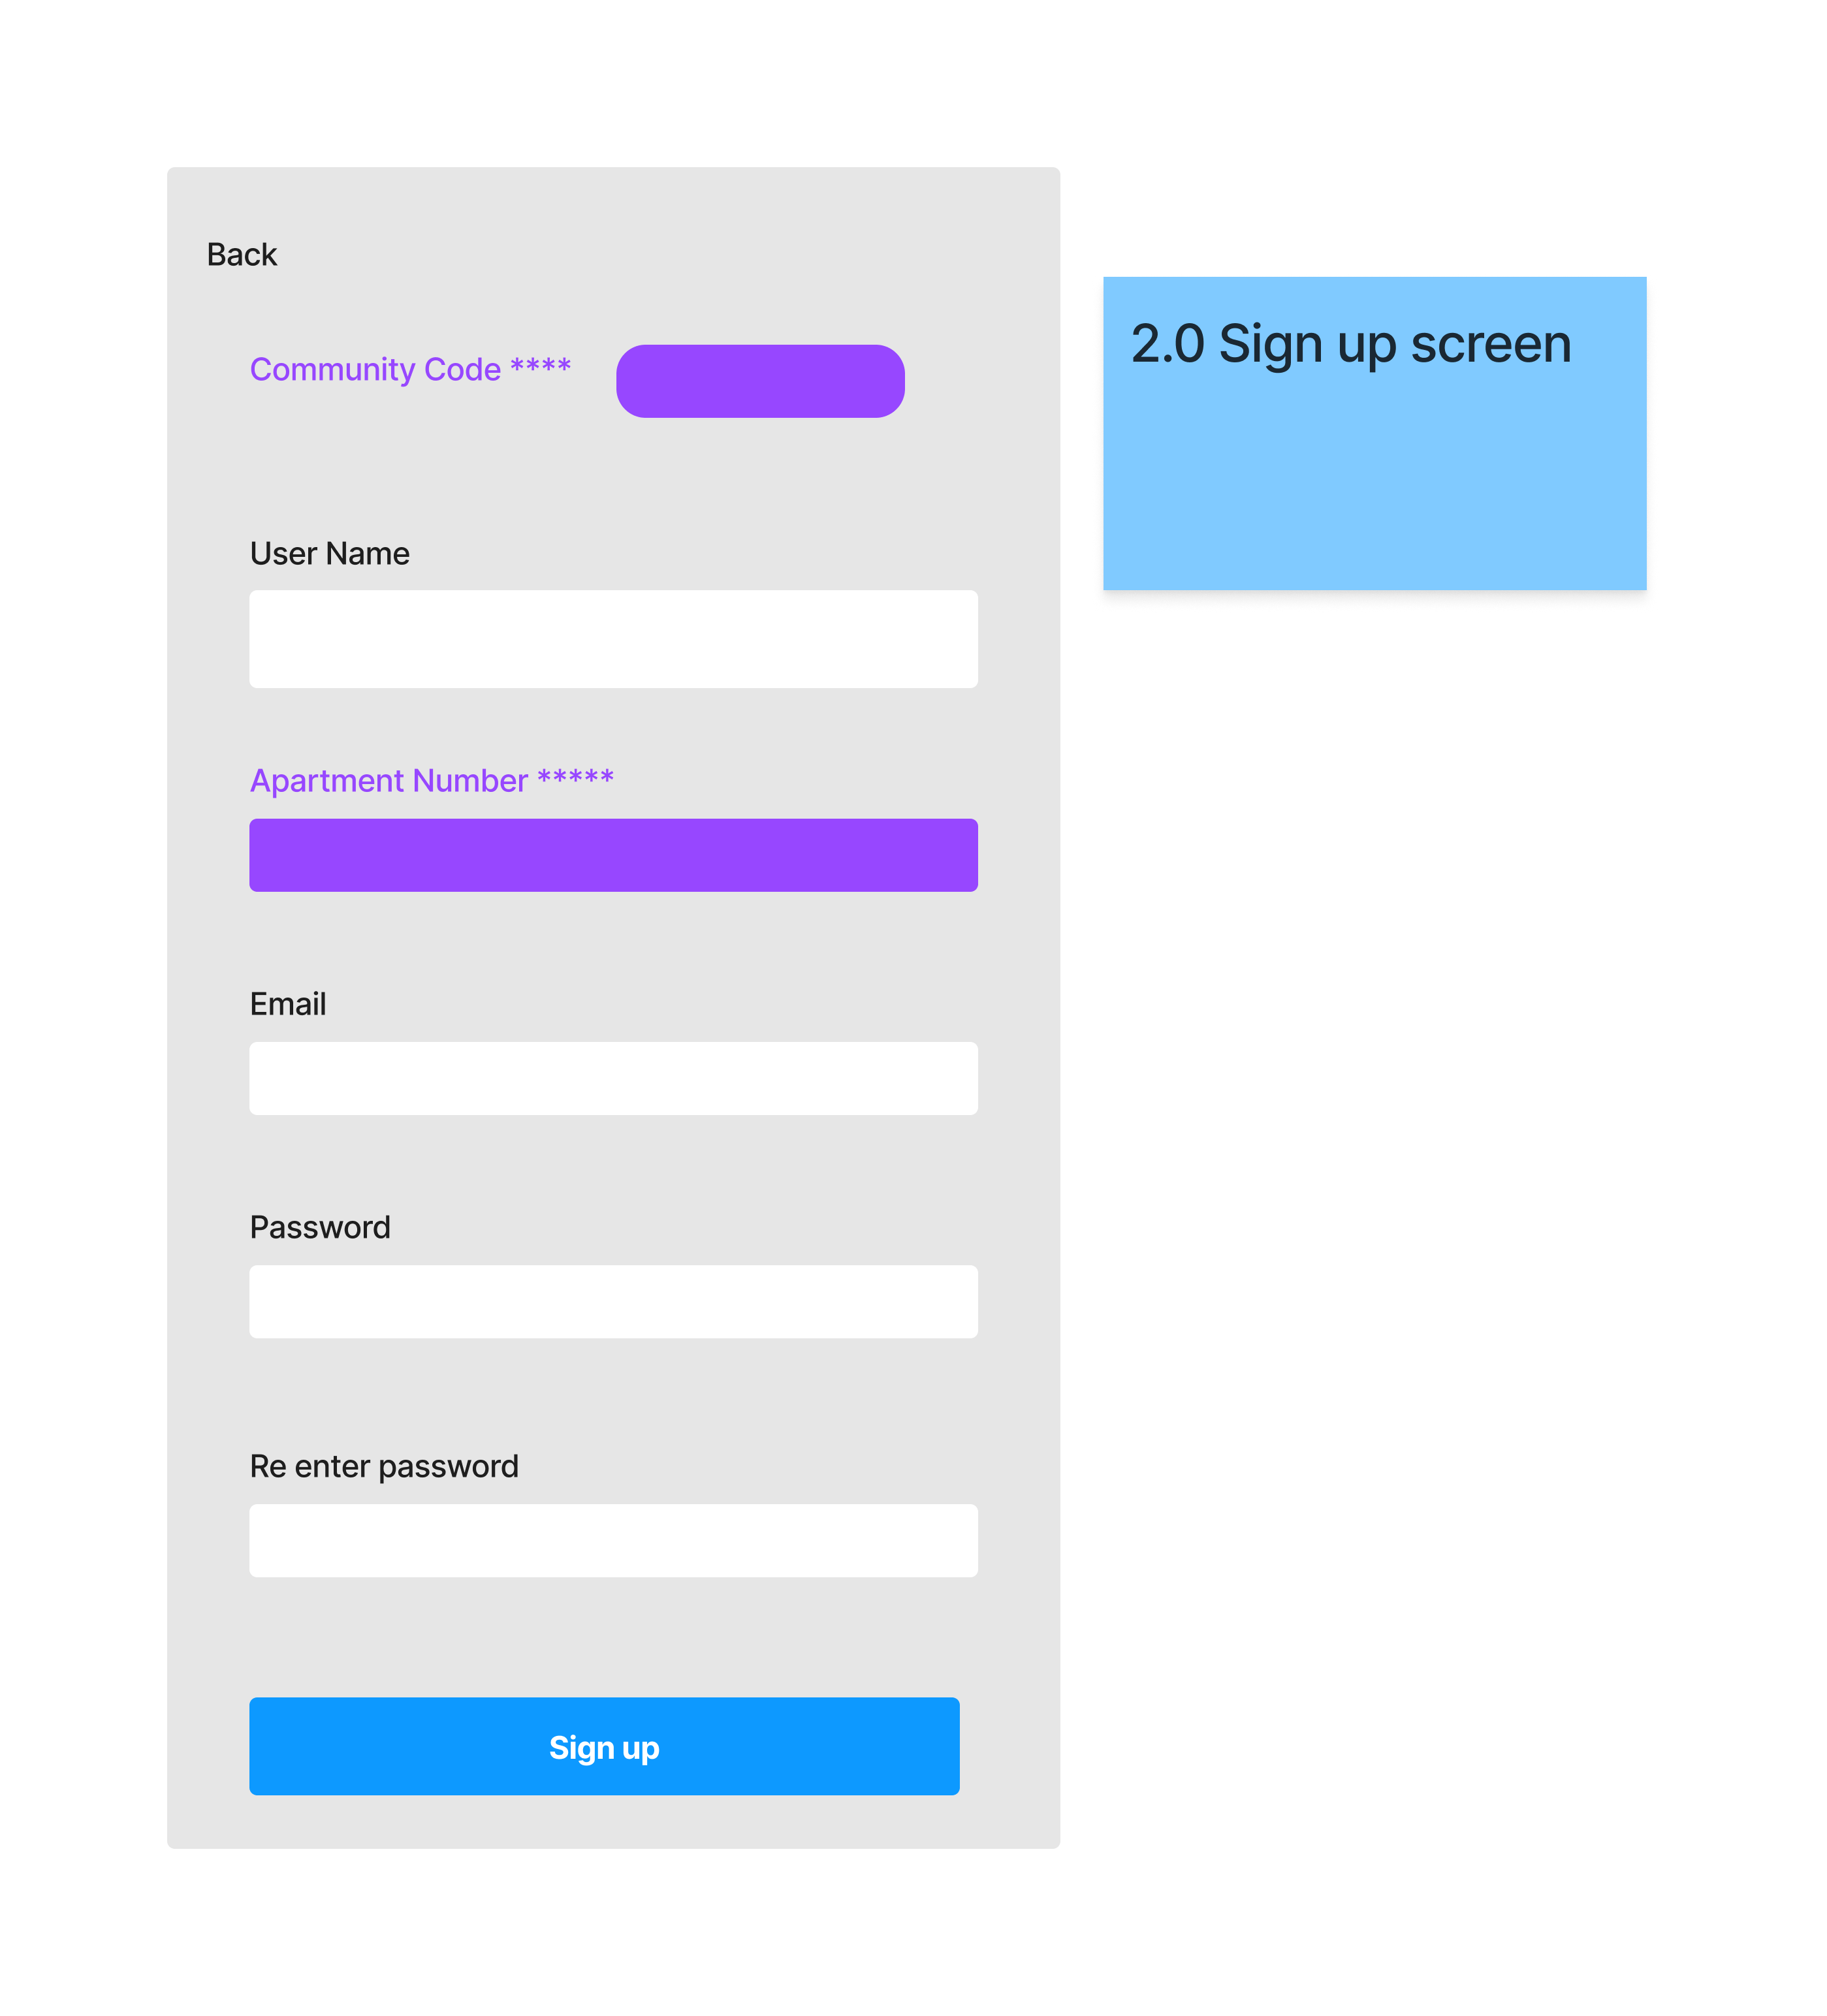 Back
Community Code ****
2.0 Sign up screen
User Name
Apartment Number *****
Email
Password
Re enter password
Sign up